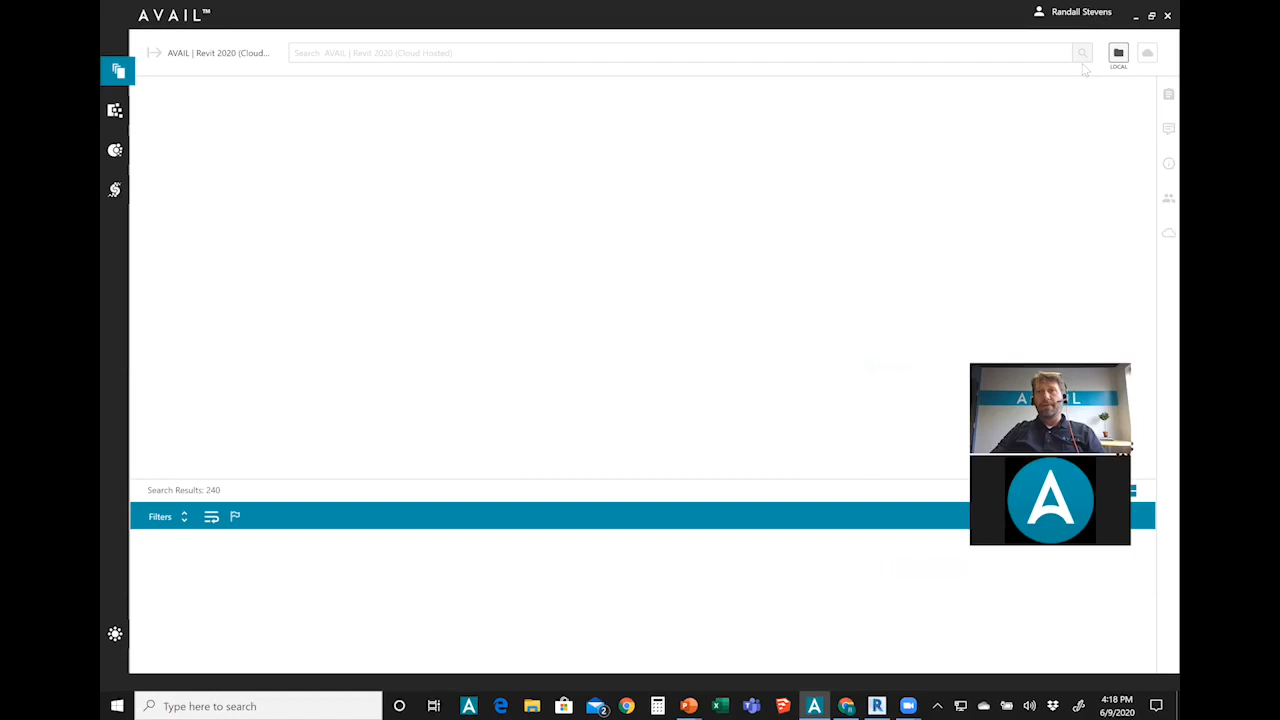 AVAIL™
Randall Stevens
AVAIL | Revit 2020 (Cloud...
Search AVAIL | Revit 2020 (Cloud Hosted)
LOCAL
Search Results: 240
Filters
Type here to search
2
4:18 PM
6/9/2020